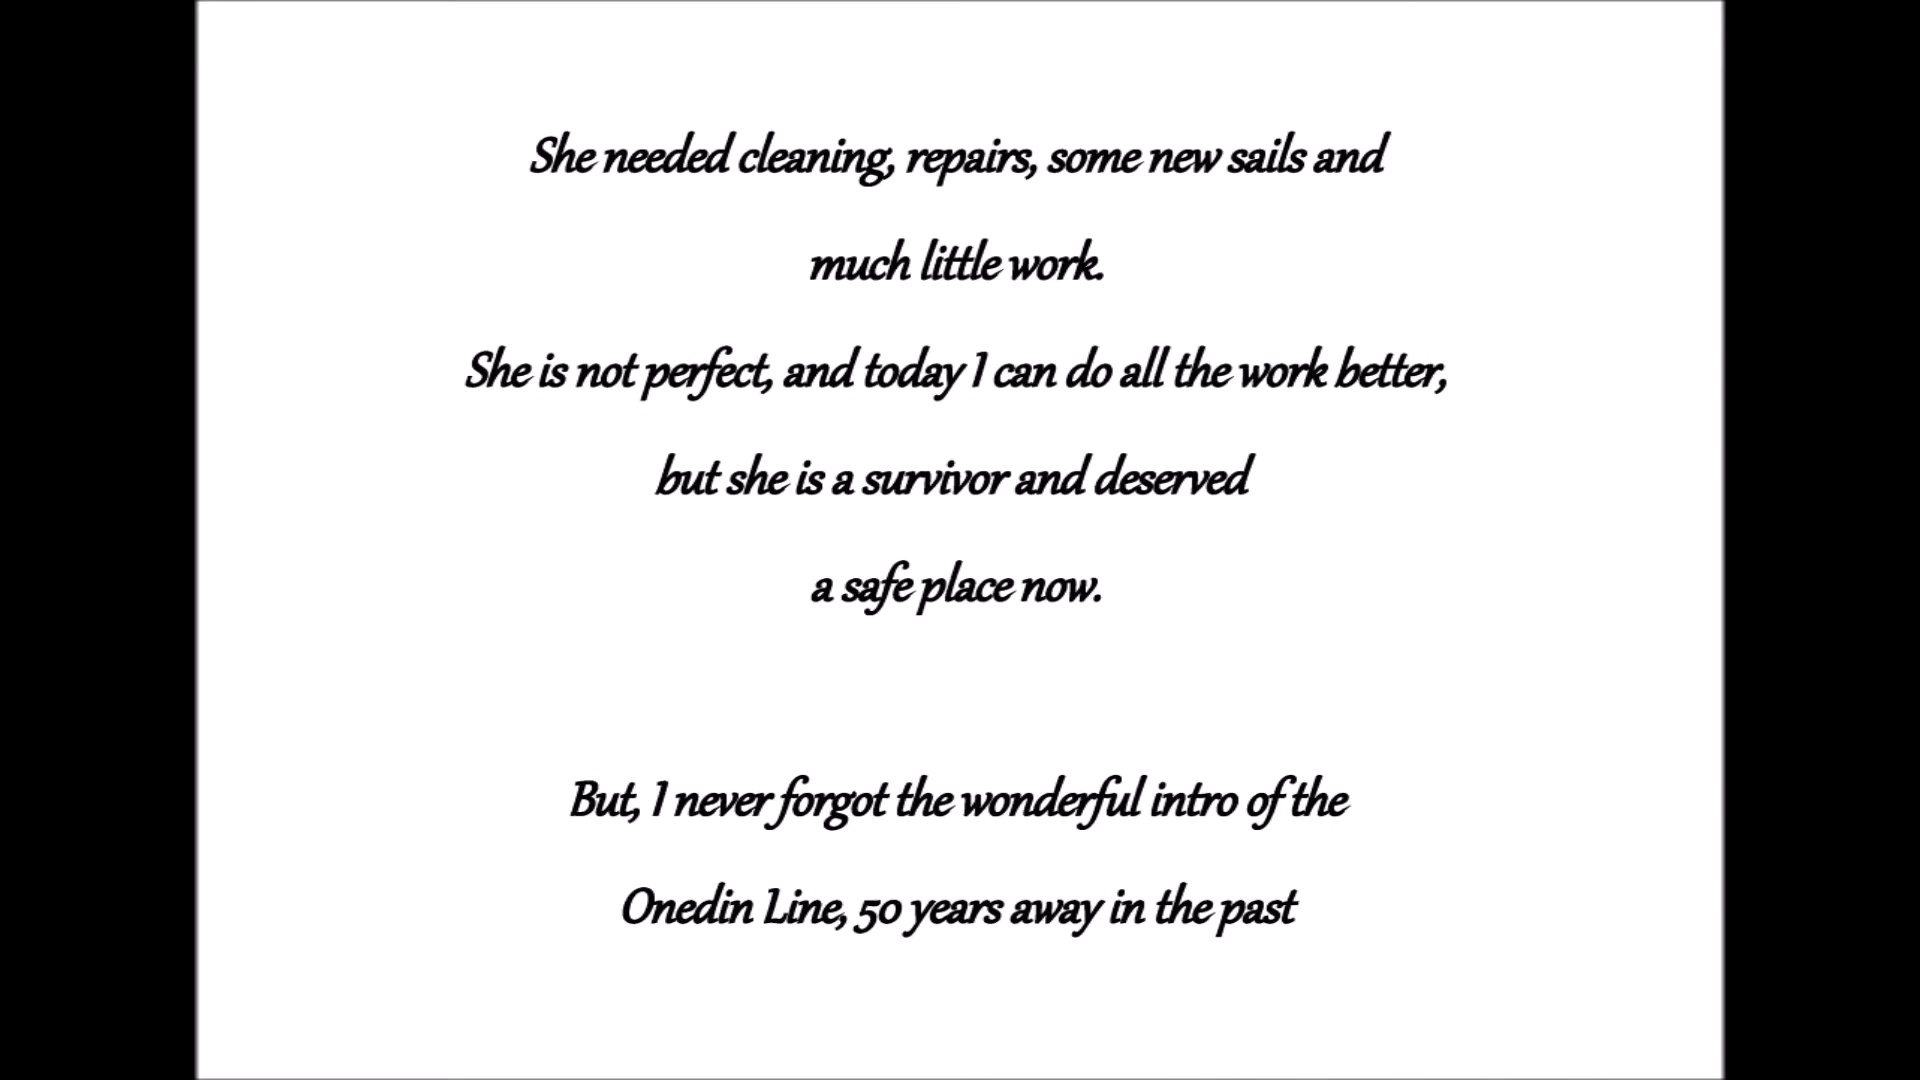 She needed cleaning, repairs, some new sails and
much little work.
She is not perfect, and today I can do all the work better,
but she is a survivor and deserved
a safe place now.
But, I never forgot the wonderful intro of the
Onedin Line, 50 years away in the past